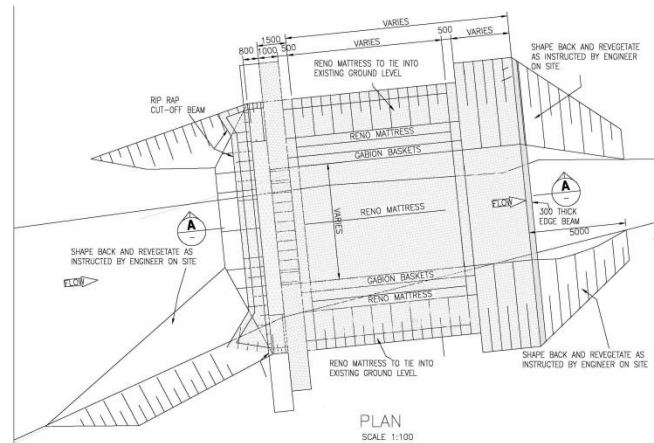 VARIES
1500
800
1000
500
VARIES
500
VARIES
RENO MATTRESS TO TIE INTO
EXISTING GROUND LEVEL
SHAPE BACK AND REVEGETATE
AS INSTRUCTED BY ENGINEER
ON SITE
RIP RAP
CUT-OFF BEAM
RENO MATTRESS
GABION BASKETS
VARIES
RENO MATTRESS
FLOW
A
300 THICK
EDGE BEAM
5000
A
SHAPE BACK AND REVEGETATE AS
INSTRUCTED BY ENGINEER ON SITE
FLOW
GABION BASKETS
RENO MATTRESS
RENO MATTRESS TO TIE INTO
EXISTING GROUND LEVEL
SHAPE BACK AND REVEGETATE AS
INSTRUCTED BY ENGINEER ON SITE
PLAN
SCALE 1:100